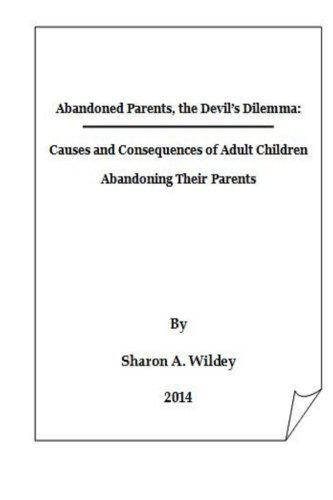 Abandoned Parents, the Devil's Dilemma:
Causes and Consequences of Adult Children
Abandoning Their Parents
By
Sharon A. Wildey
2014